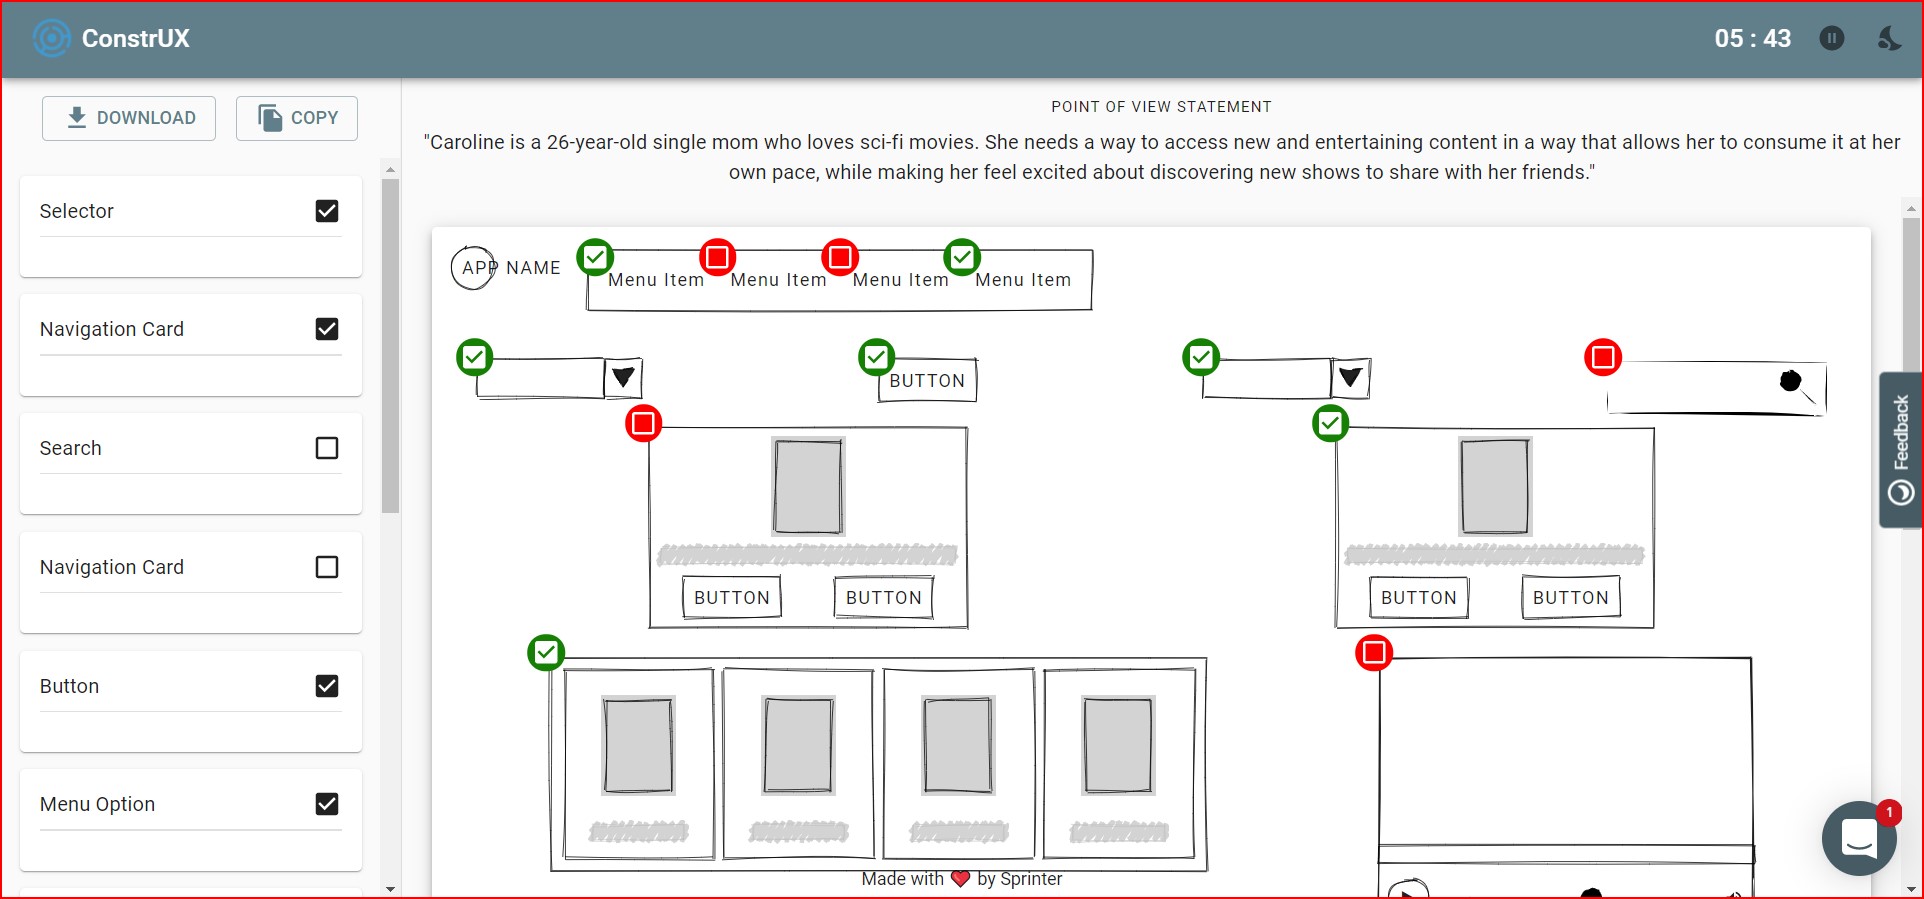 ConstrUX
05 : 43
DOWNLOAD
COPY
POINT OF VIEW STATEMENT
"Caroline is a 26-year-old single mom who loves sci-fi movies. She needs a way to access new and entertaining content in a way that allows her to consume it at her
own pace, while making her feel excited about discovering new shows to share with her friends."
Selector
Navigation Card
Search
Navigation Card
Button
Menu Option
APP NAME
Menu Item Menu Item Menu Item Menu Item
BUTTON
BUTTON BUTTON
BUTTON BUTTON
Feedback
1
Made with ❤️ by Sprinter